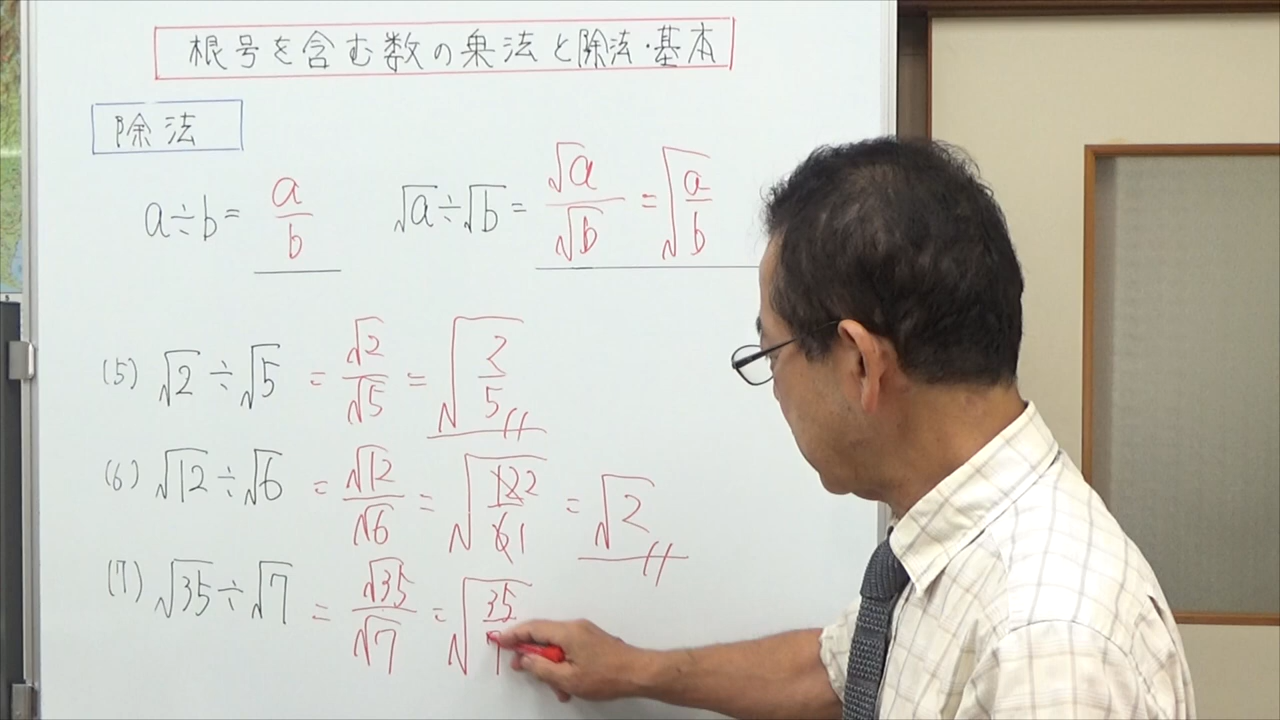 根号を含む数の乗法と除法・基本
除法
a÷b= a/b √a÷√b= √a/√b = √(a/b)
(5) √2÷√5 = √2/√5 = √(2/5)
(6) √12÷√6 = √12/√6 = √(12 2/6 1) = √2
(7) √35÷√7 = √35/√7 = √(35/7)